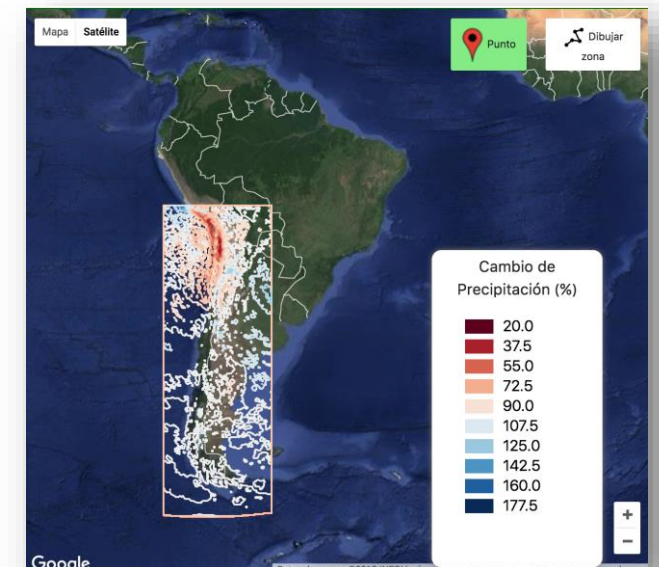 Mapa Satélite
Punto
Dibujar
zona
Cambio de
Precipitación (%)
20.0
37.5
55.0
72.5
90.0
107.5
125.0
142.5
160.0
177.5
+
−
Google